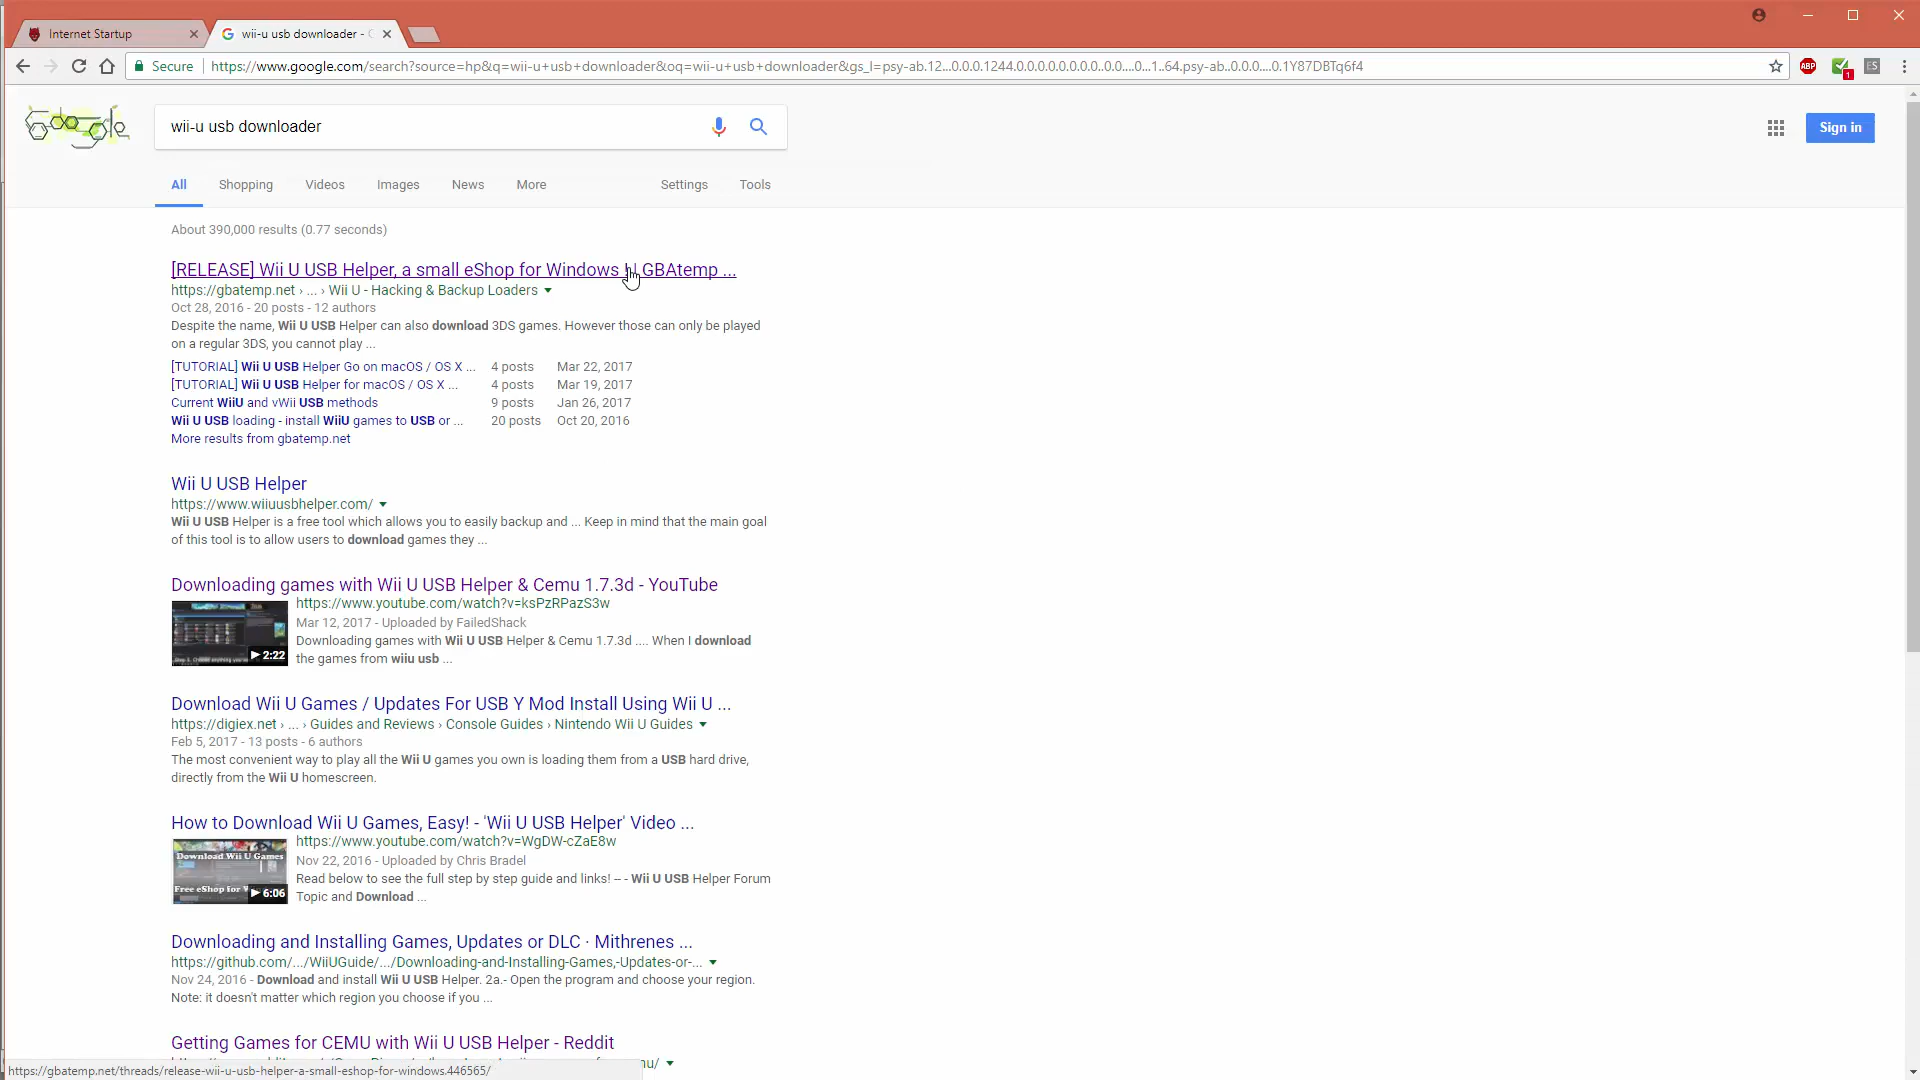 Internet Startup
wii-u usb downloader -
Secure
https://www.google.com/search?source=hp&q=wii-u+usb+downloader&oq=wii-u+usb+downloader&gs_l=psy-ab.12...0.0.0.1244.0.0.0.0.0.0.0.0.0....0...1..64.psy-ab..0.0.0....0.1Y87DBTq6f4
ABP
1
ES
wii-u usb downloader
Sign in
All Shopping Videos Images News More Settings Tools
About 390,000 results (0.77 seconds)
[RELEASE] Wii U USB Helper, a small eShop for Windows GBAtemp ...
https://gbatemp.net › ... › Wii U - Hacking & Backup Loaders
Oct 28, 2016 - 20 posts - 12 authors
Despite the name, Wii U USB Helper can also download 3DS games. However those can only be played
on a regular 3DS, you cannot play ...
[TUTORIAL] Wii U USB Helper Go on macOS / OS X ... 4 posts Mar 22, 2017
[TUTORIAL] Wii U USB Helper for macOS / OS X ... 4 posts Mar 19, 2017
Current WiiU and vWii USB methods 9 posts Jan 26, 2017
Wii U USB loading - install WiiU games to USB or ... 20 posts Oct 20, 2016
More results from gbatemp.net
Wii U USB Helper
https://www.wiiuusbhelper.com/
Wii U USB Helper is a free tool which allows you to easily backup and ... Keep in mind that the main goal
of this tool is to allow users to download games they ...
Downloading games with Wii U USB Helper & Cemu 1.7.3d - YouTube
2:22
https://www.youtube.com/watch?v=ksPzRPazS3w
Mar 12, 2017 - Uploaded by FailedShack
Downloading games with Wii U USB Helper & Cemu 1.7.3d .... When I download
the games from wiiu usb ...
Download Wii U Games / Updates For USB Y Mod Install Using Wii U ...
https://digiex.net › ... › Guides and Reviews › Console Guides › Nintendo Wii U Guides
Feb 5, 2017 - 13 posts - 6 authors
The most convenient way to play all the Wii U games you own is loading them from a USB hard drive,
directly from the Wii U homescreen.
How to Download Wii U Games, Easy! - 'Wii U USB Helper' Video ...
Download Wii U Games
Free eShop for
6:06
https://www.youtube.com/watch?v=WgDW-cZaE8w
Nov 22, 2016 - Uploaded by Chris Bradel
Read below to see the full step by step guide and links! -- - Wii U USB Helper Forum
Topic and Download ...
Downloading and Installing Games, Updates or DLC · Mithrenes ...
https://github.com/.../WiiUGuide/.../Downloading-and-Installing-Games,-Updates-or-...
Nov 24, 2016 - Download and install Wii U USB Helper. 2a.- Open the program and choose your region.
Note: it doesn't matter which region you choose if you ...
Getting Games for CEMU with Wii U USB Helper - Reddit
https://gbatemp.net/threads/release-wii-u-usb-helper-a-small-eshop-for-windows.446565/